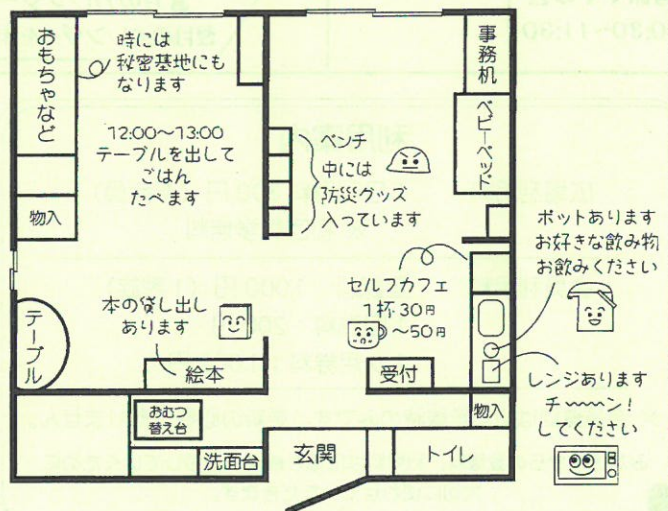 0:30~11:30
おもちゃなど
時には
秘密基地にも
なります
12:00~13:00
テーブルを出して
ごはん
たべます
物入
テーブル
本の貸し出し
あります
絵本
ベンチ
中には
防災グッズ
入っています
事務机
ベビーベッド
セルフカフェ
1杯30円
~50円
受付
ポットあります
お好きな飲み物
お飲みください
レンジあります
チ~~~ン!
してください
おむつ
替え台
洗面台
玄関
トイレ
物入